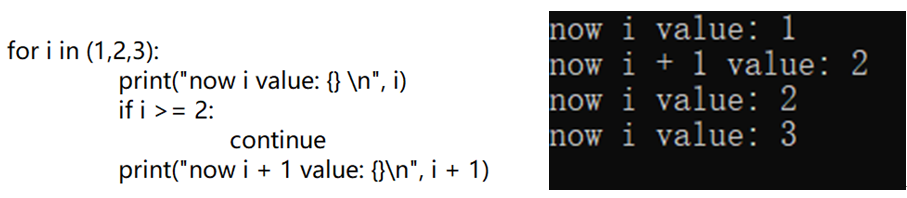 for i in (1,2,3):
print("now i value: {} \n", i)
if i >= 2:
continue
print("now i + 1 value: {}\n", i + 1)
now i value: 1
now i + 1 value: 2
now i value: 2
now i value: 3